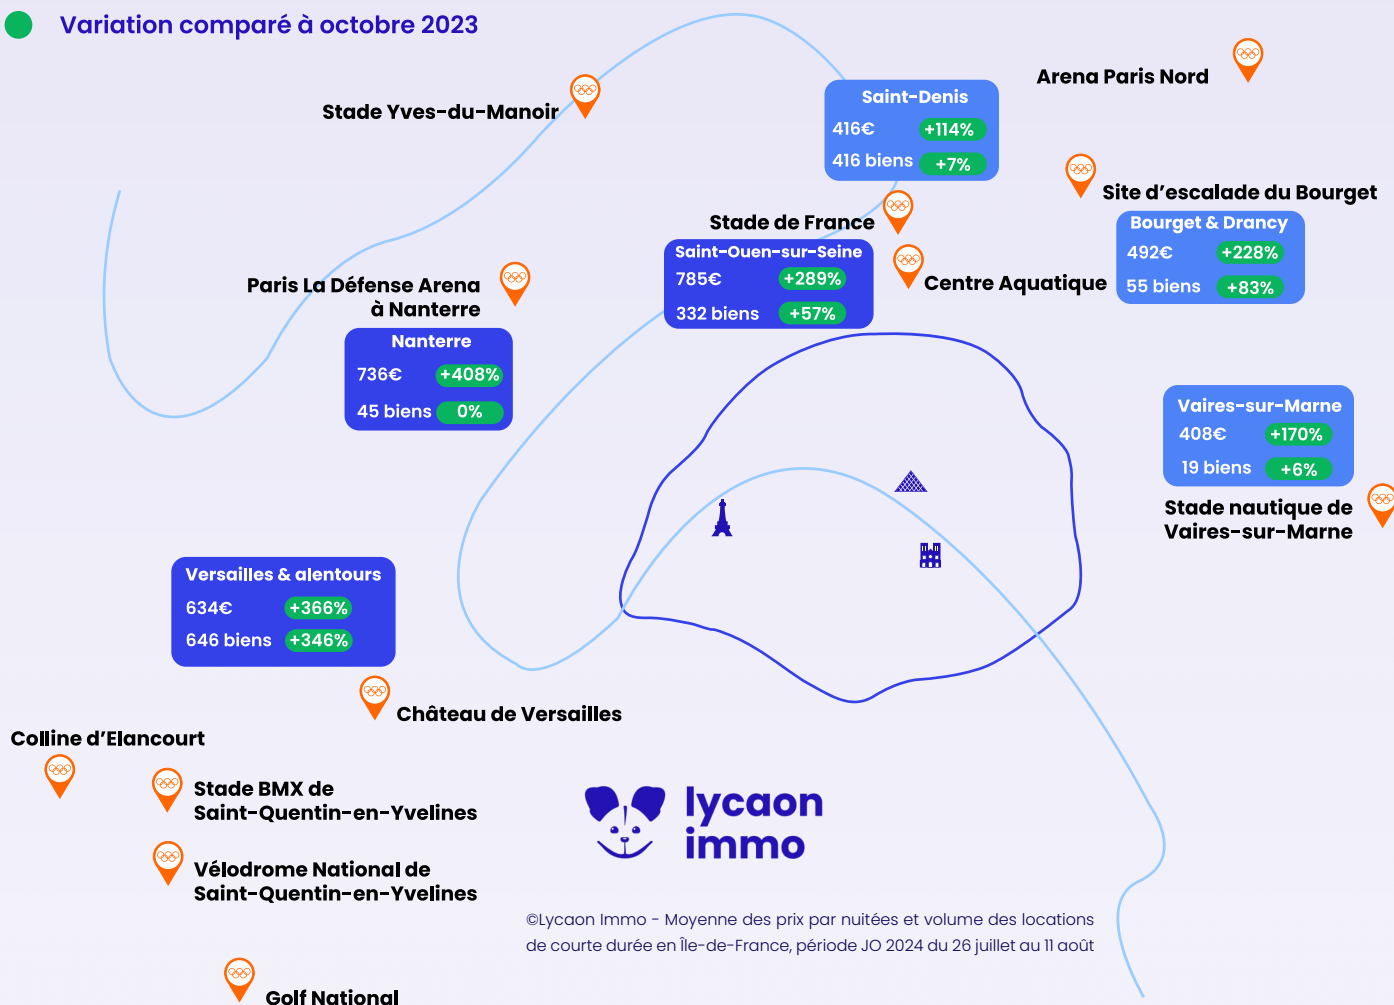 Variation comparé à octobre 2023
Arena Paris Nord
Stade Yves-du-Manoir
Saint-Denis
416€ +114%
416 biens +7%
Site d'escalade du Bourget
Bourget & Drancy
492€ +228%
55 biens +83%
Stade de France
Saint-Ouen-sur-Seine
785€ +289%
332 biens +57%
Centre Aquatique
Paris La Défense Arena
à Nanterre
Nanterre
736€ +408%
45 biens 0%
Vaires-sur-Marne
408€ +170%
19 biens +6%
Stade nautique de
Vaires-sur-Marne
Versailles & alentours
634€ +366%
646 biens +346%
Château de Versailles
Colline d'Elancourt
Stade BMX de
Saint-Quentin-en-Yvelines
Vélodrome National de
Saint-Quentin-en-Yvelines
lycaon
immo
©Lycaon Immo - Moyenne des prix par nuitées et volume des locations
de courte durée en Île-de-France, période JO 2024 du 26 juillet au 11 août
Golf National